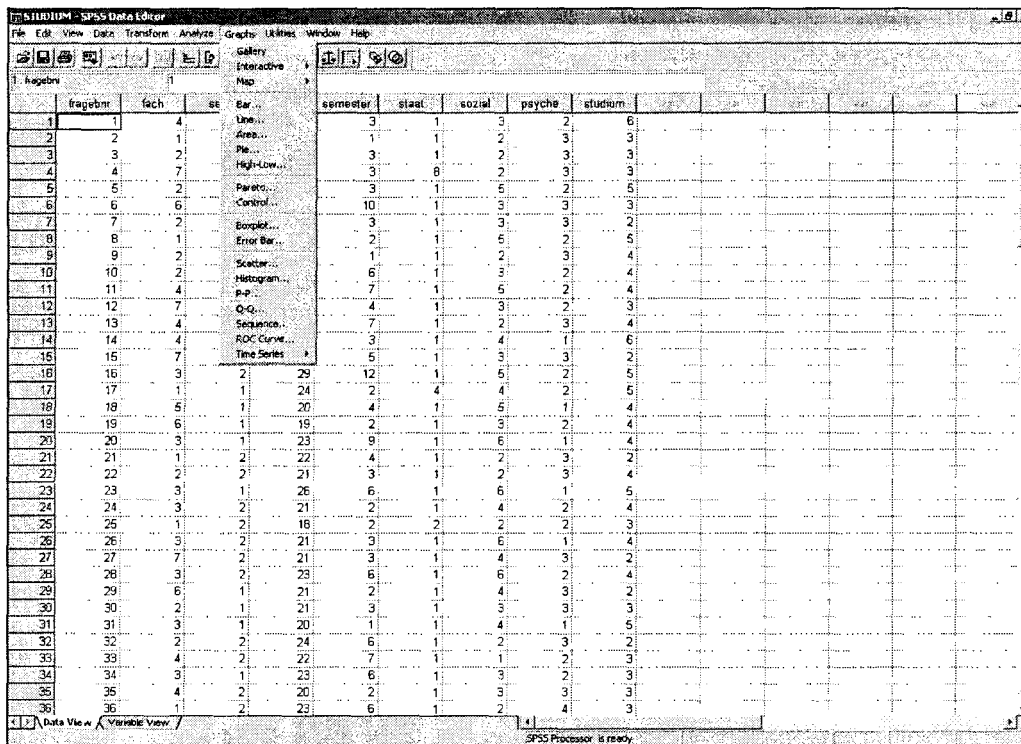 STUDIUM - SPSS Data Editor
File Edit View Data Transform Analyze Graphs Utilities Window Help
1: fragebnr 1
Gallery
Interactive
Map
Bar...
Line...
Area...
Pie...
High-Low...
Pareto...
Control...
Boxplot...
Error Bar...
Scatter...
Histogram...
P-P...
Q-Q...
Sequence...
ROC Curve...
Time Series
fragebnr fach se semester staat sozial psyche studium
1 1 4 3 1 3 2 6
2 2 1 1 1 2 3 3
3 3 2 3 1 2 3 3
4 4 7 3 8 2 3 3
5 5 2 3 1 5 2 5
6 6 6 10 1 3 3 3
7 7 2 3 1 3 3 2
8 8 1 2 1 5 2 5
9 9 2 1 1 2 3 4
10 10 2 6 1 3 2 4
11 11 4 7 1 5 2 4
12 12 7 4 1 3 2 3
13 13 4 7 1 2 3 4
14 14 4 3 1 4 1 6
15 15 7 5 1 3 3 2
16 16 3 2 29 12 1 5 2 5
17 17 1 1 24 2 4 4 2 5
18 18 5 1 20 4 1 5 1 4
19 19 6 1 19 2 1 3 2 4
20 20 3 1 23 9 1 6 1 4
21 21 1 2 22 4 1 2 3 2
22 22 2 2 21 3 1 2 3 4
23 23 3 1 26 6 1 6 1 5
24 24 3 2 21 2 1 4 2 4
25 25 1 2 18 2 2 2 2 3
26 26 3 2 21 3 1 6 1 4
27 27 7 2 21 3 1 4 3 2
28 28 3 2 23 6 1 6 2 4
29 29 6 1 21 2 1 4 3 2
30 30 2 1 21 3 1 3 3 3
31 31 3 1 20 1 1 4 1 5
32 32 2 2 24 6 1 2 3 2
33 33 4 2 22 7 1 1 2 3
34 34 3 1 23 6 1 3 2 3
35 35 4 2 20 2 1 3 3 3
36 36 1 2 23 6 1 2 4 3
Data View Variable View
SPSS Processor is ready